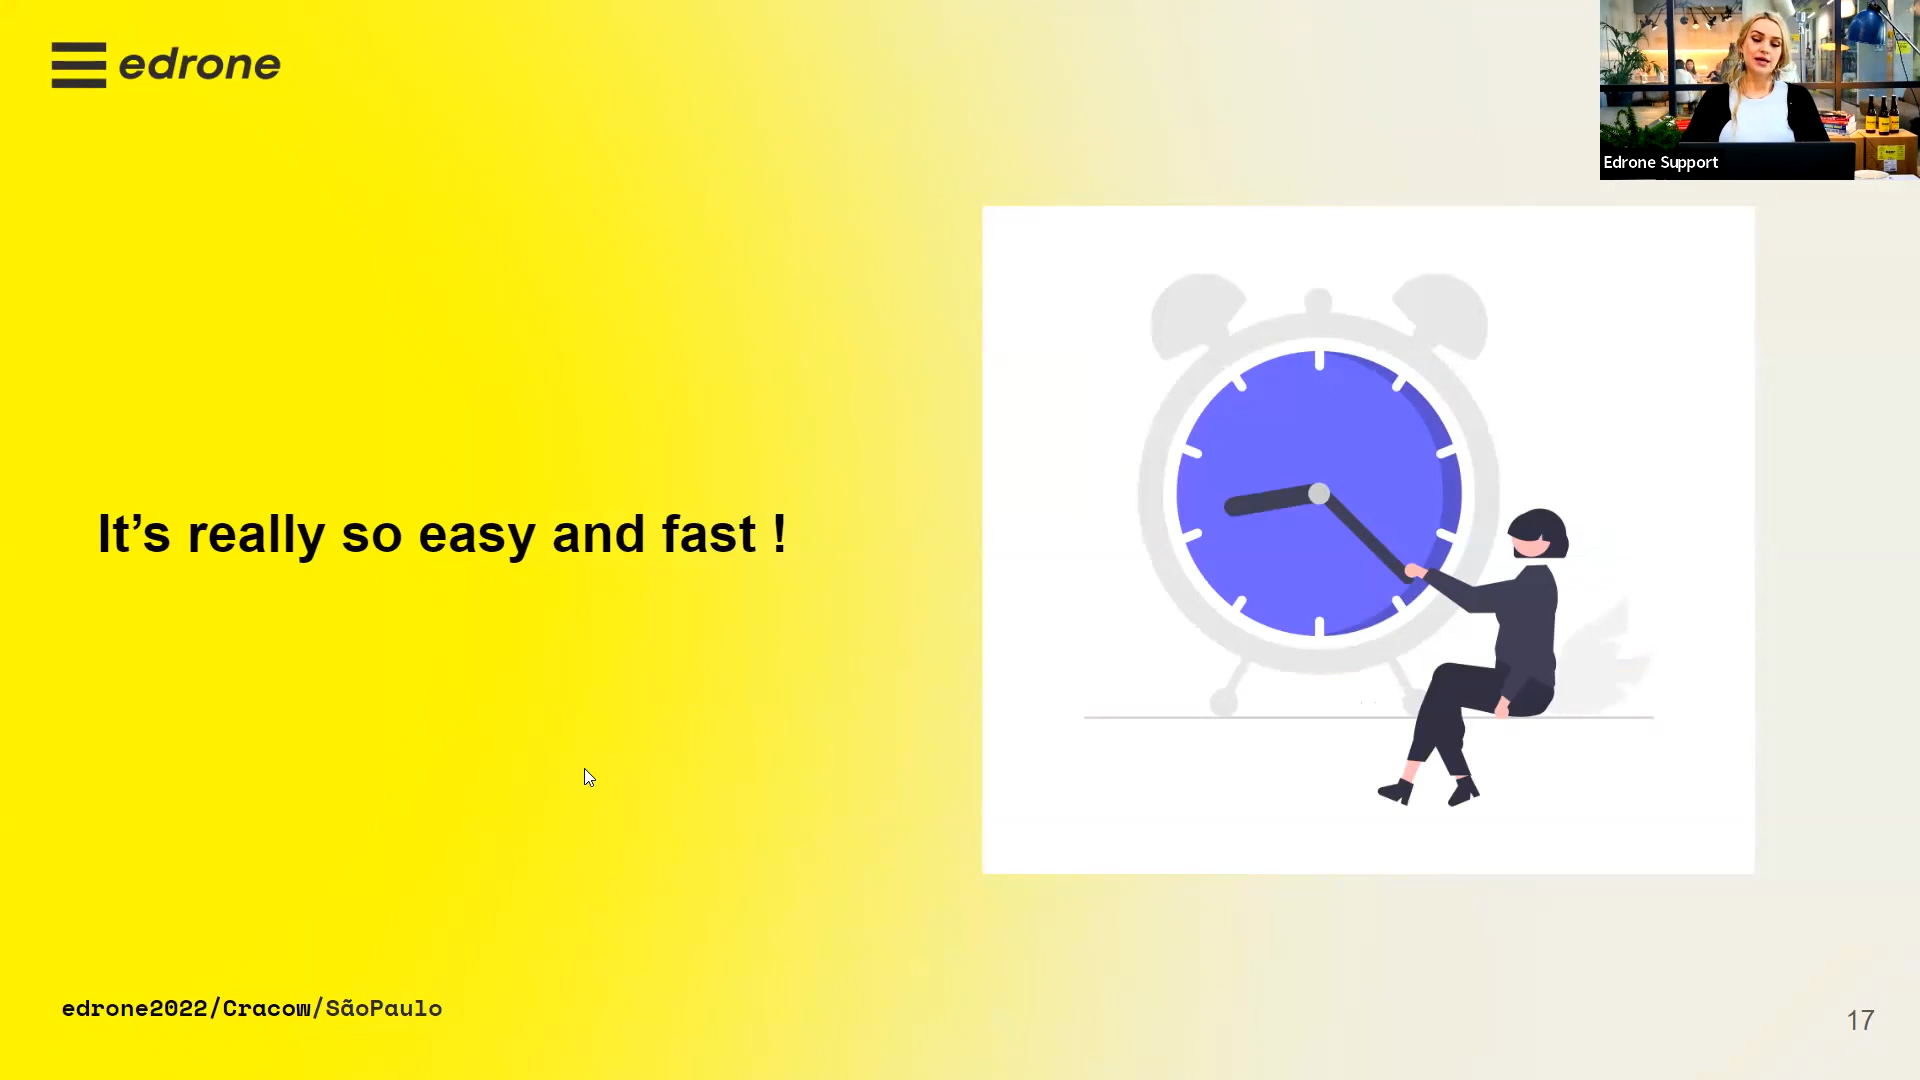 edrone
Edrone Support
It’s really so easy and fast !
edrone2022/Cracow/SãoPaulo
17